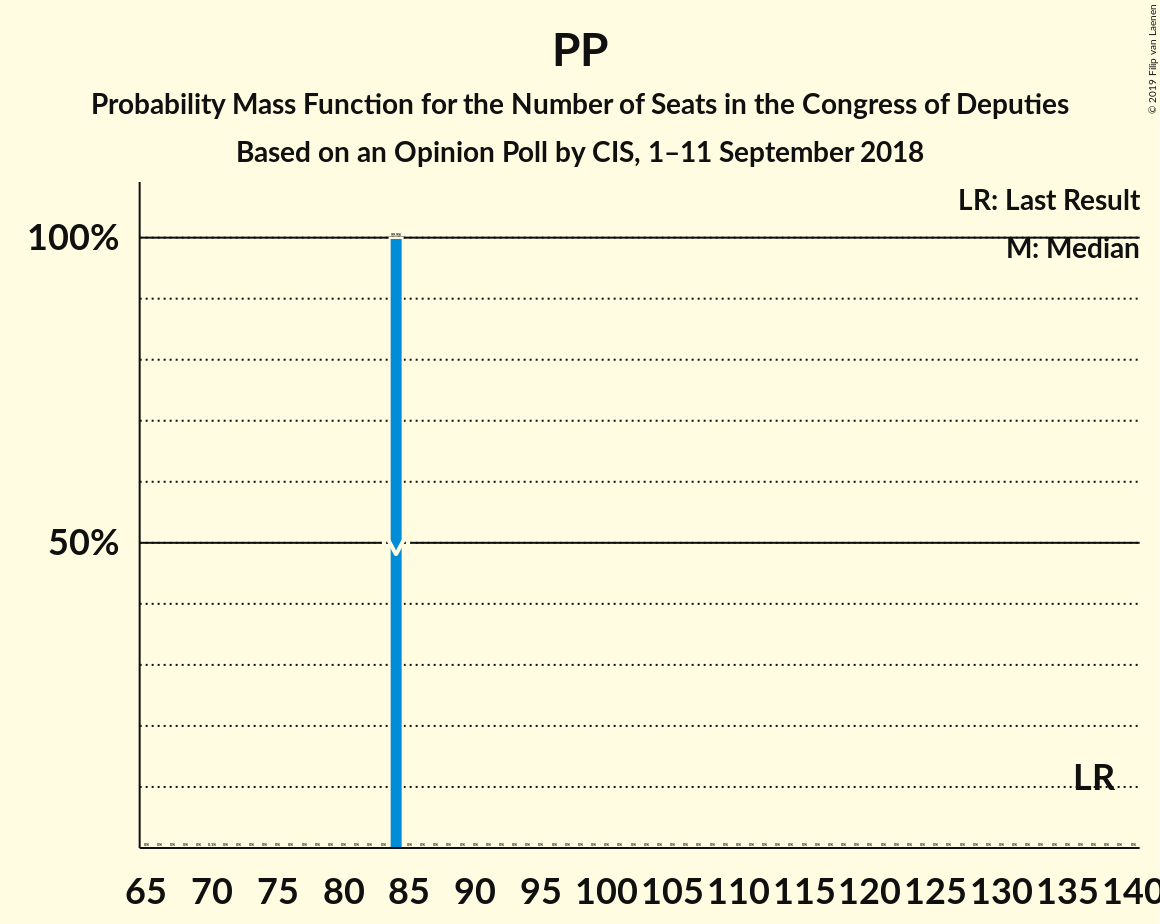 PP
Probability Mass Function for the Number of Seats in the Congress of Deputies
Based on an Opinion Poll by CIS, 1–11 September 2018
© 2019 Filip van Laenen
LR: Last Result
M: Median
100%
50%
LR
65 70 75 80 85 90 95 100 105 110 115 120 125 130 135 140